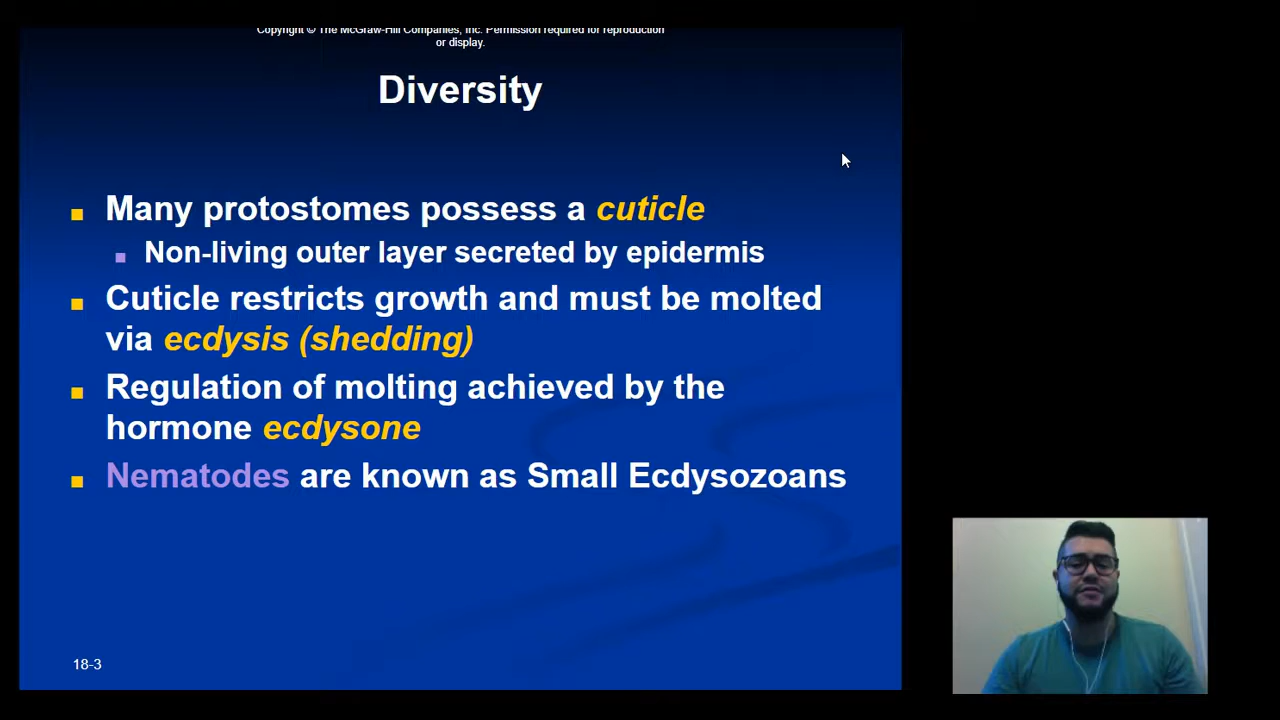 Copyright © The McGraw-Hill Companies, Inc. Permission required for reproduction
or display.
Diversity
Many protostomes possess a cuticle
Non-living outer layer secreted by epidermis
Cuticle restricts growth and must be molted
via ecdysis (shedding)
Regulation of molting achieved by the
hormone ecdysone
Nematodes are known as Small Ecdysozoans
18-3